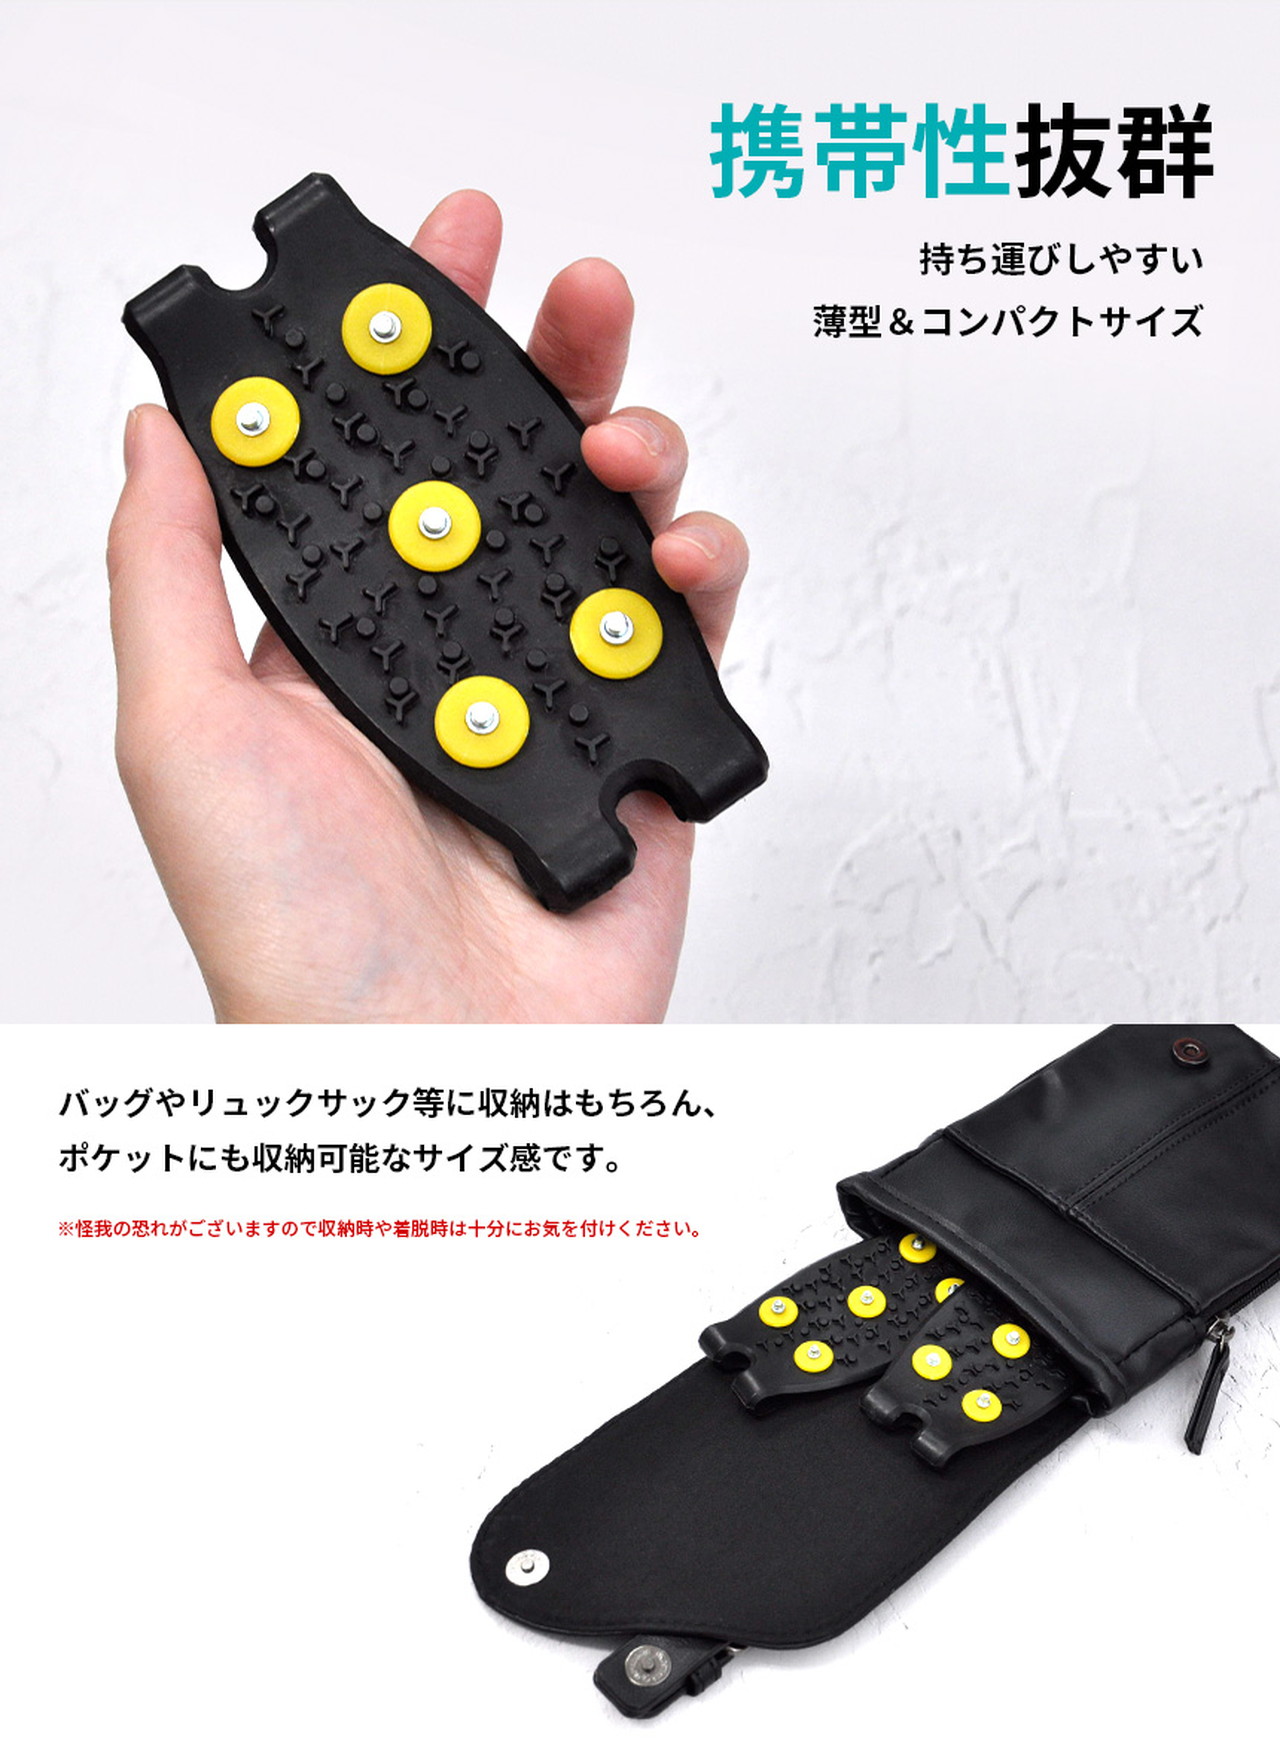 携帯性抜群
持ち運びしやすい
薄型＆コンパクトサイズ
バッグやリュックサック等に収納はもちろん、
ポケットにも収納可能なサイズ感です。
※怪我の恐れがございますので収納時や着脱時は十分にお気を付けください。